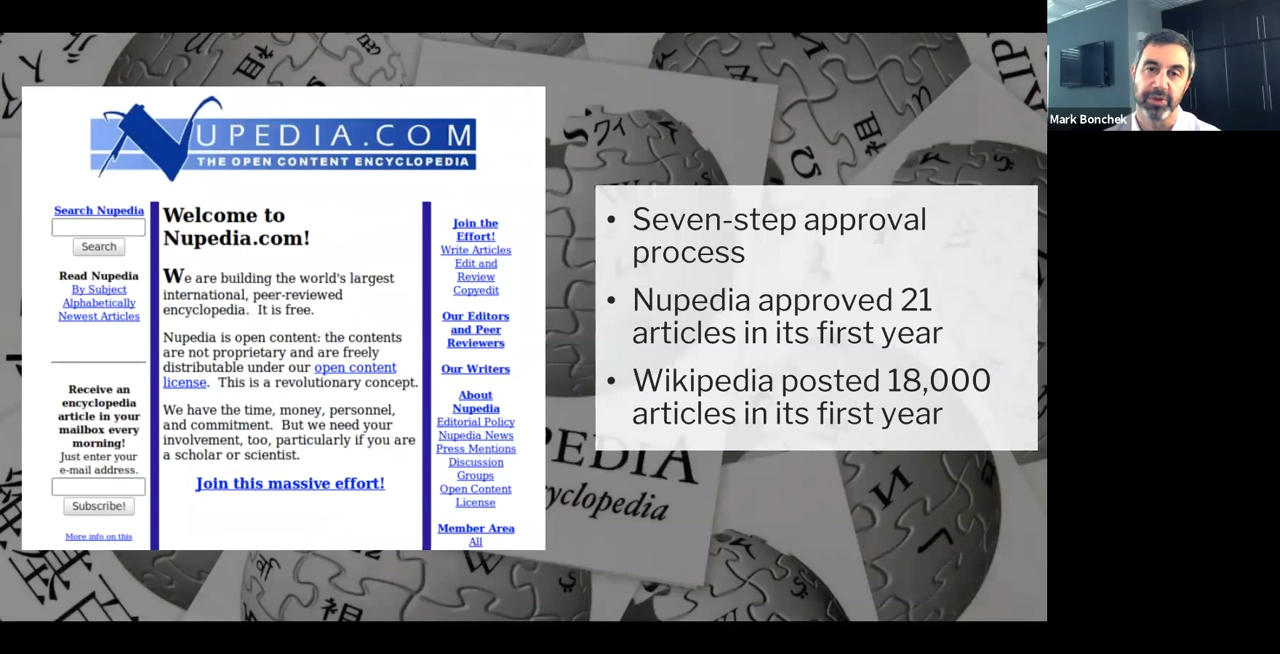 NUPEDIA.COM
THE OPEN CONTENT ENCYCLOPEDIA
Search Nupedia
Search
Read Nupedia
By Subject
Alphabetically
Newest Articles
Receive an
encyclopedia
article in your
mailbox every
morning!
Just enter your
e-mail address.
Subscribe!
More info on this
Welcome to
Nupedia.com!
We are building the world's largest
international, peer-reviewed
encyclopedia. It is free.
Nupedia is open content: the contents
are not proprietary and are freely
distributable under our open content
license. This is a revolutionary concept.
We have the time, money, personnel,
and commitment. But we need your
involvement, too, particularly if you are
a scholar or scientist.
Join this massive effort!
Join the
Effort!
Write Articles
Edit and
Review
Copyedit
Our Editors
and Peer
Reviewers
Our Writers
About
Nupedia
Editorial Policy
Nupedia News
Press Mentions
Discussion
Groups
Open Content
License
Member Area
All
• Seven-step approval
process
• Nupedia approved 21
articles in its first year
• Wikipedia posted 18,000
articles in its first year
Mark Bonchek